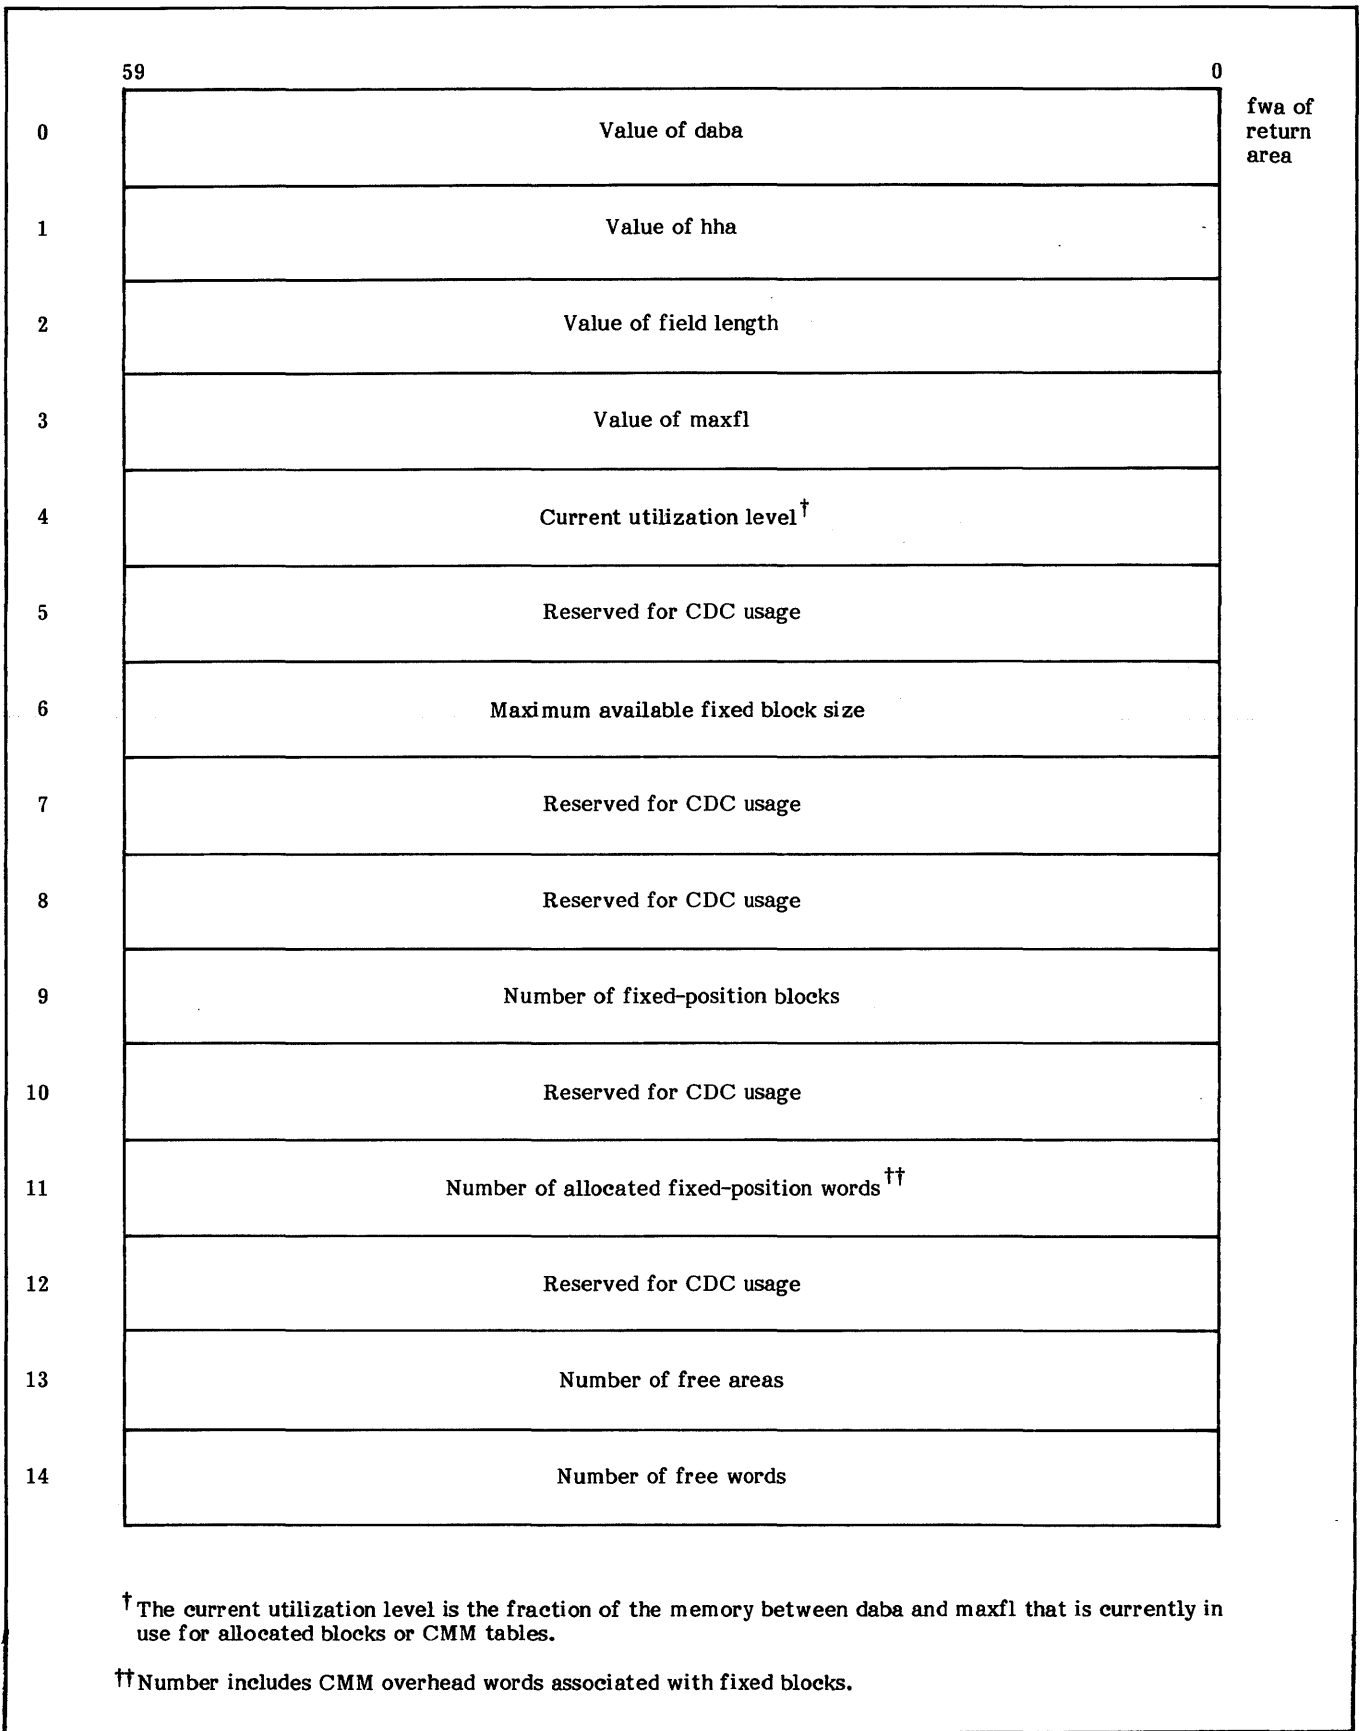 59 0
0 Value of daba fwa of
return
area
1 Value of hha
2 Value of field length
3 Value of maxfl
4 Current utilization level†
5 Reserved for CDC usage
6 Maximum available fixed block size
7 Reserved for CDC usage
8 Reserved for CDC usage
9 Number of fixed-position blocks
10 Reserved for CDC usage
11 Number of allocated fixed-position words††
12 Reserved for CDC usage
13 Number of free areas
14 Number of free words
†The current utilization level is the fraction of the memory between daba and maxfl that is currently in
use for allocated blocks or CMM tables.
††Number includes CMM overhead words associated with fixed blocks.